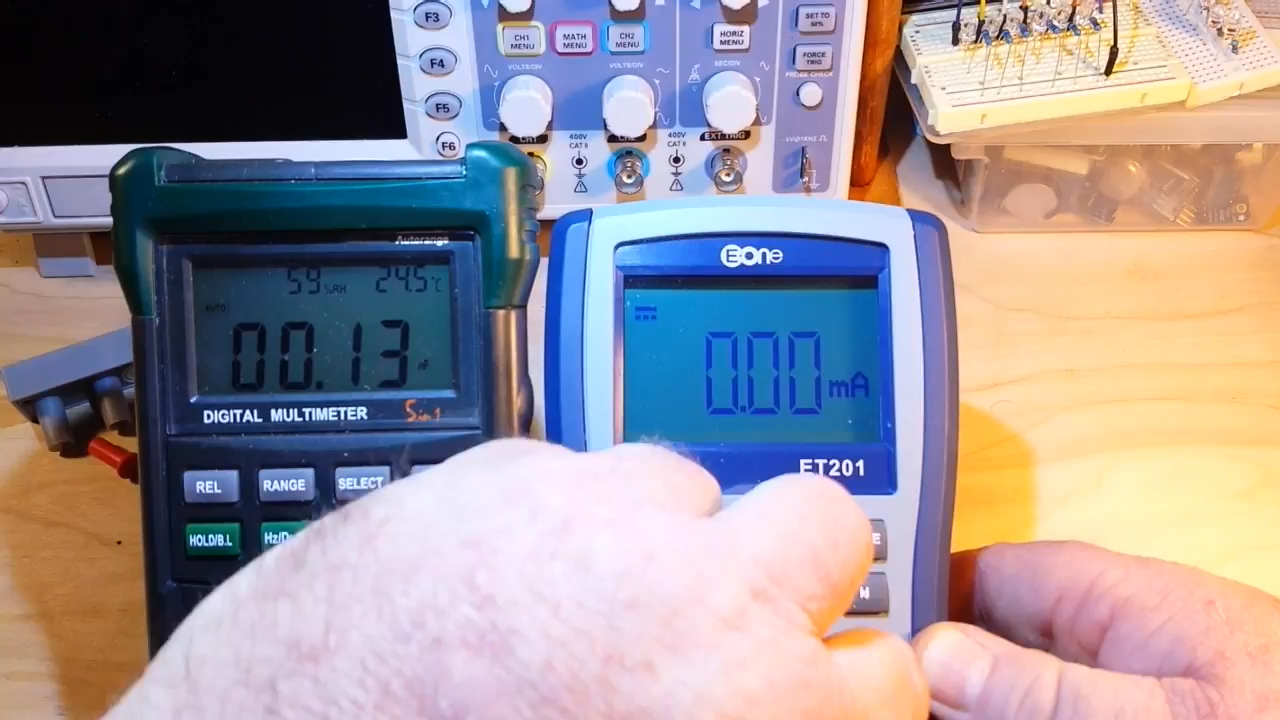 F3
F4
F5
F6
CH1 MENU
MATH MENU
CH2 MENU
HORIZ MENU
SET TO 50%
FORCE TRIG
VOLTS/DIV
VOLTS/DIV
SEC/DIV
PROBE CHECK
CH1
400V CAT II
400V CAT II
EXT TRIG
Autorange
59 %RH 24.5 °C
AUTO
00.13 nF
DIGITAL MULTIMETER 5in1
REL
RANGE
SELECT
HOLD/B.L
EOne
0.00 mA
ET201